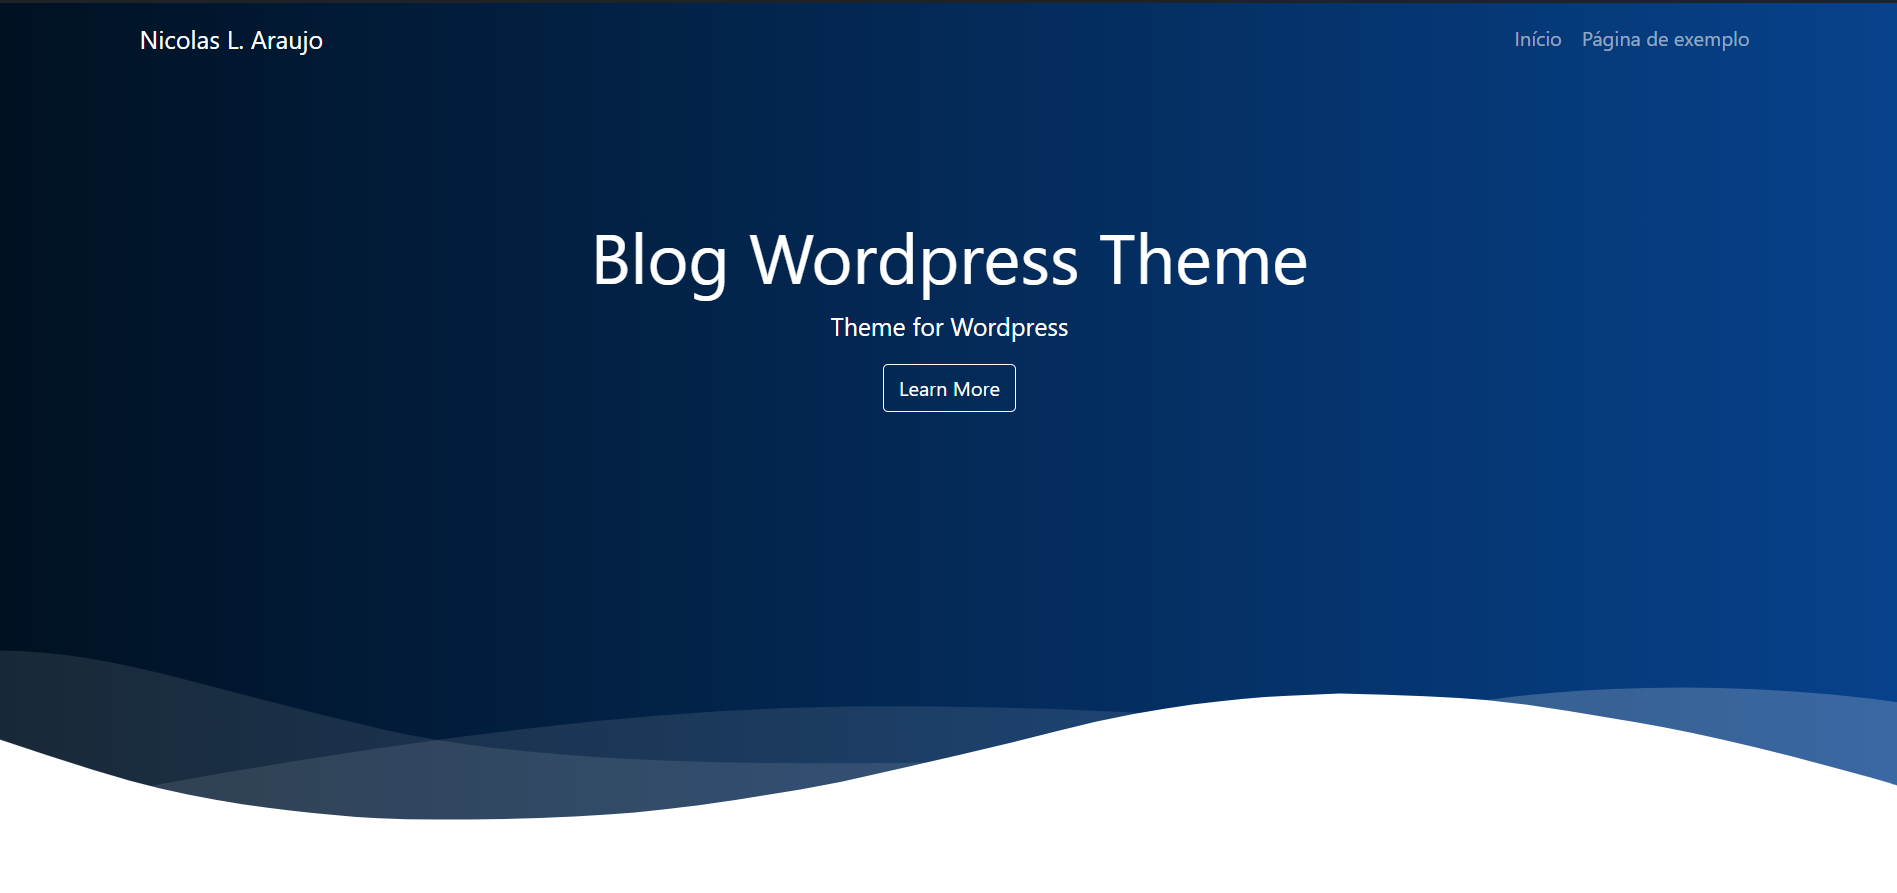 Nicolas L. Araujo
Início Página de exemplo
Blog Wordpress Theme
Theme for Wordpress
Learn More